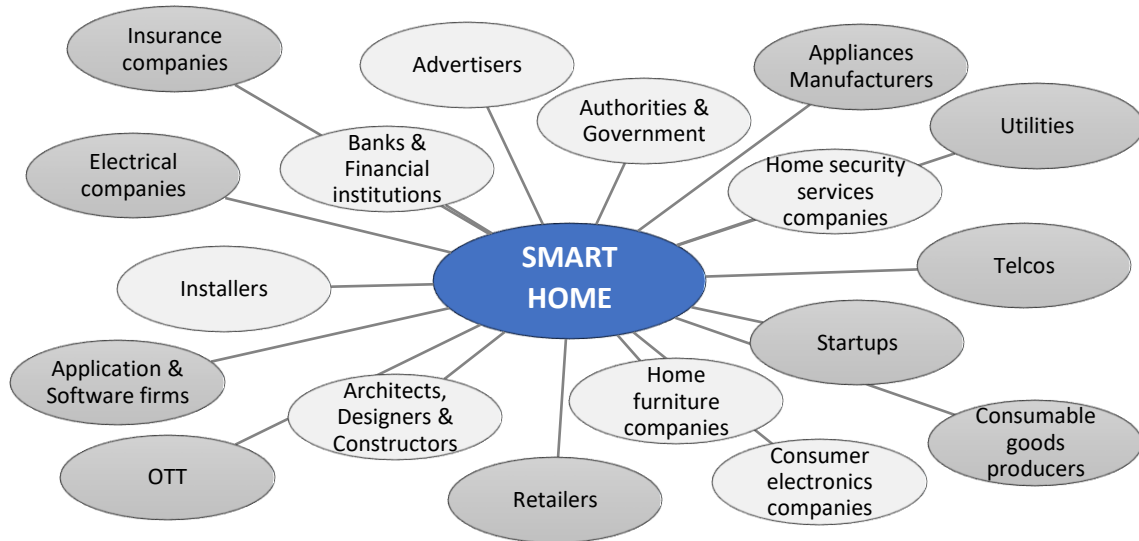 Insurance
companies
Advertisers
Appliances
Manufacturers
Authorities &
Government
Utilities
Banks &
Financial
institutions
Electrical
companies
Home security
services
companies
SMART
HOME
Telcos
Installers
Startups
Application &
Software firms
Architects,
Designers &
Constructors
Home
furniture
companies
Consumable
goods
producers
OTT
Retailers
Consumer
electronics
companies